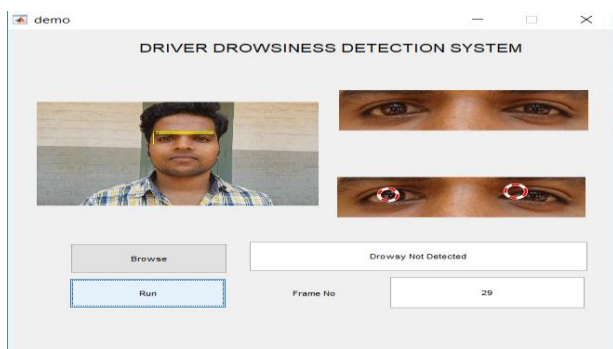 demo
DRIVER DROWSINESS DETECTION SYSTEM
Browse
Drowsy Not Detected
Run
Frame No
29